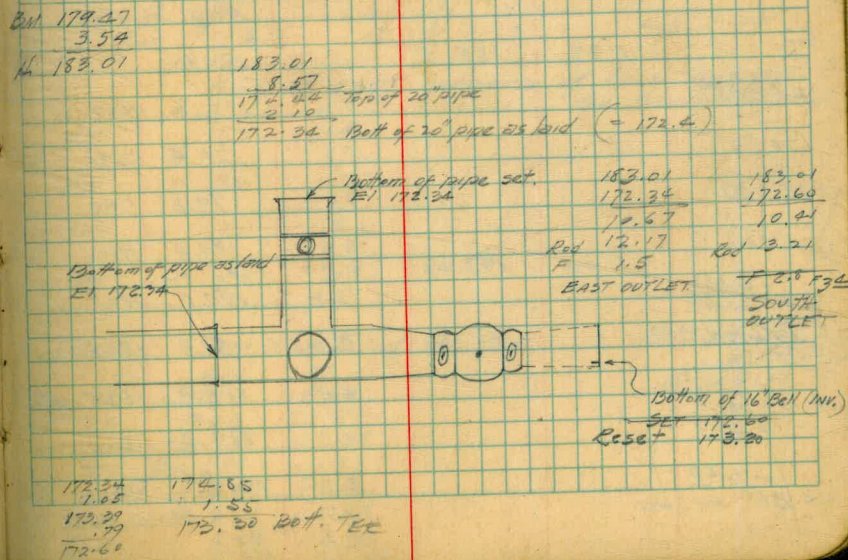 BM 179.47
3.54
183.01
183.01
8.57
174.44 Top of 20" pipe
2.10
172.34 Bott of 20" pipe as laid (= 172.4)
Bottom of pipe set.
El 172.34
183.01
172.34
10.67
Rod 12.17
F 1.5
EAST OUTLET
183.01
172.60
10.41
Rod 13.21
F 2.8 F34
SOUTH
OUTLET
Bottom of pipe as laid
El 172.34
Bottom of 16" Bell (Inv.)
SET 172.60
Reset 173.20
172.34
1.05
173.39
.79
172.60
174.85
1.55
173.30 Bott. TEE